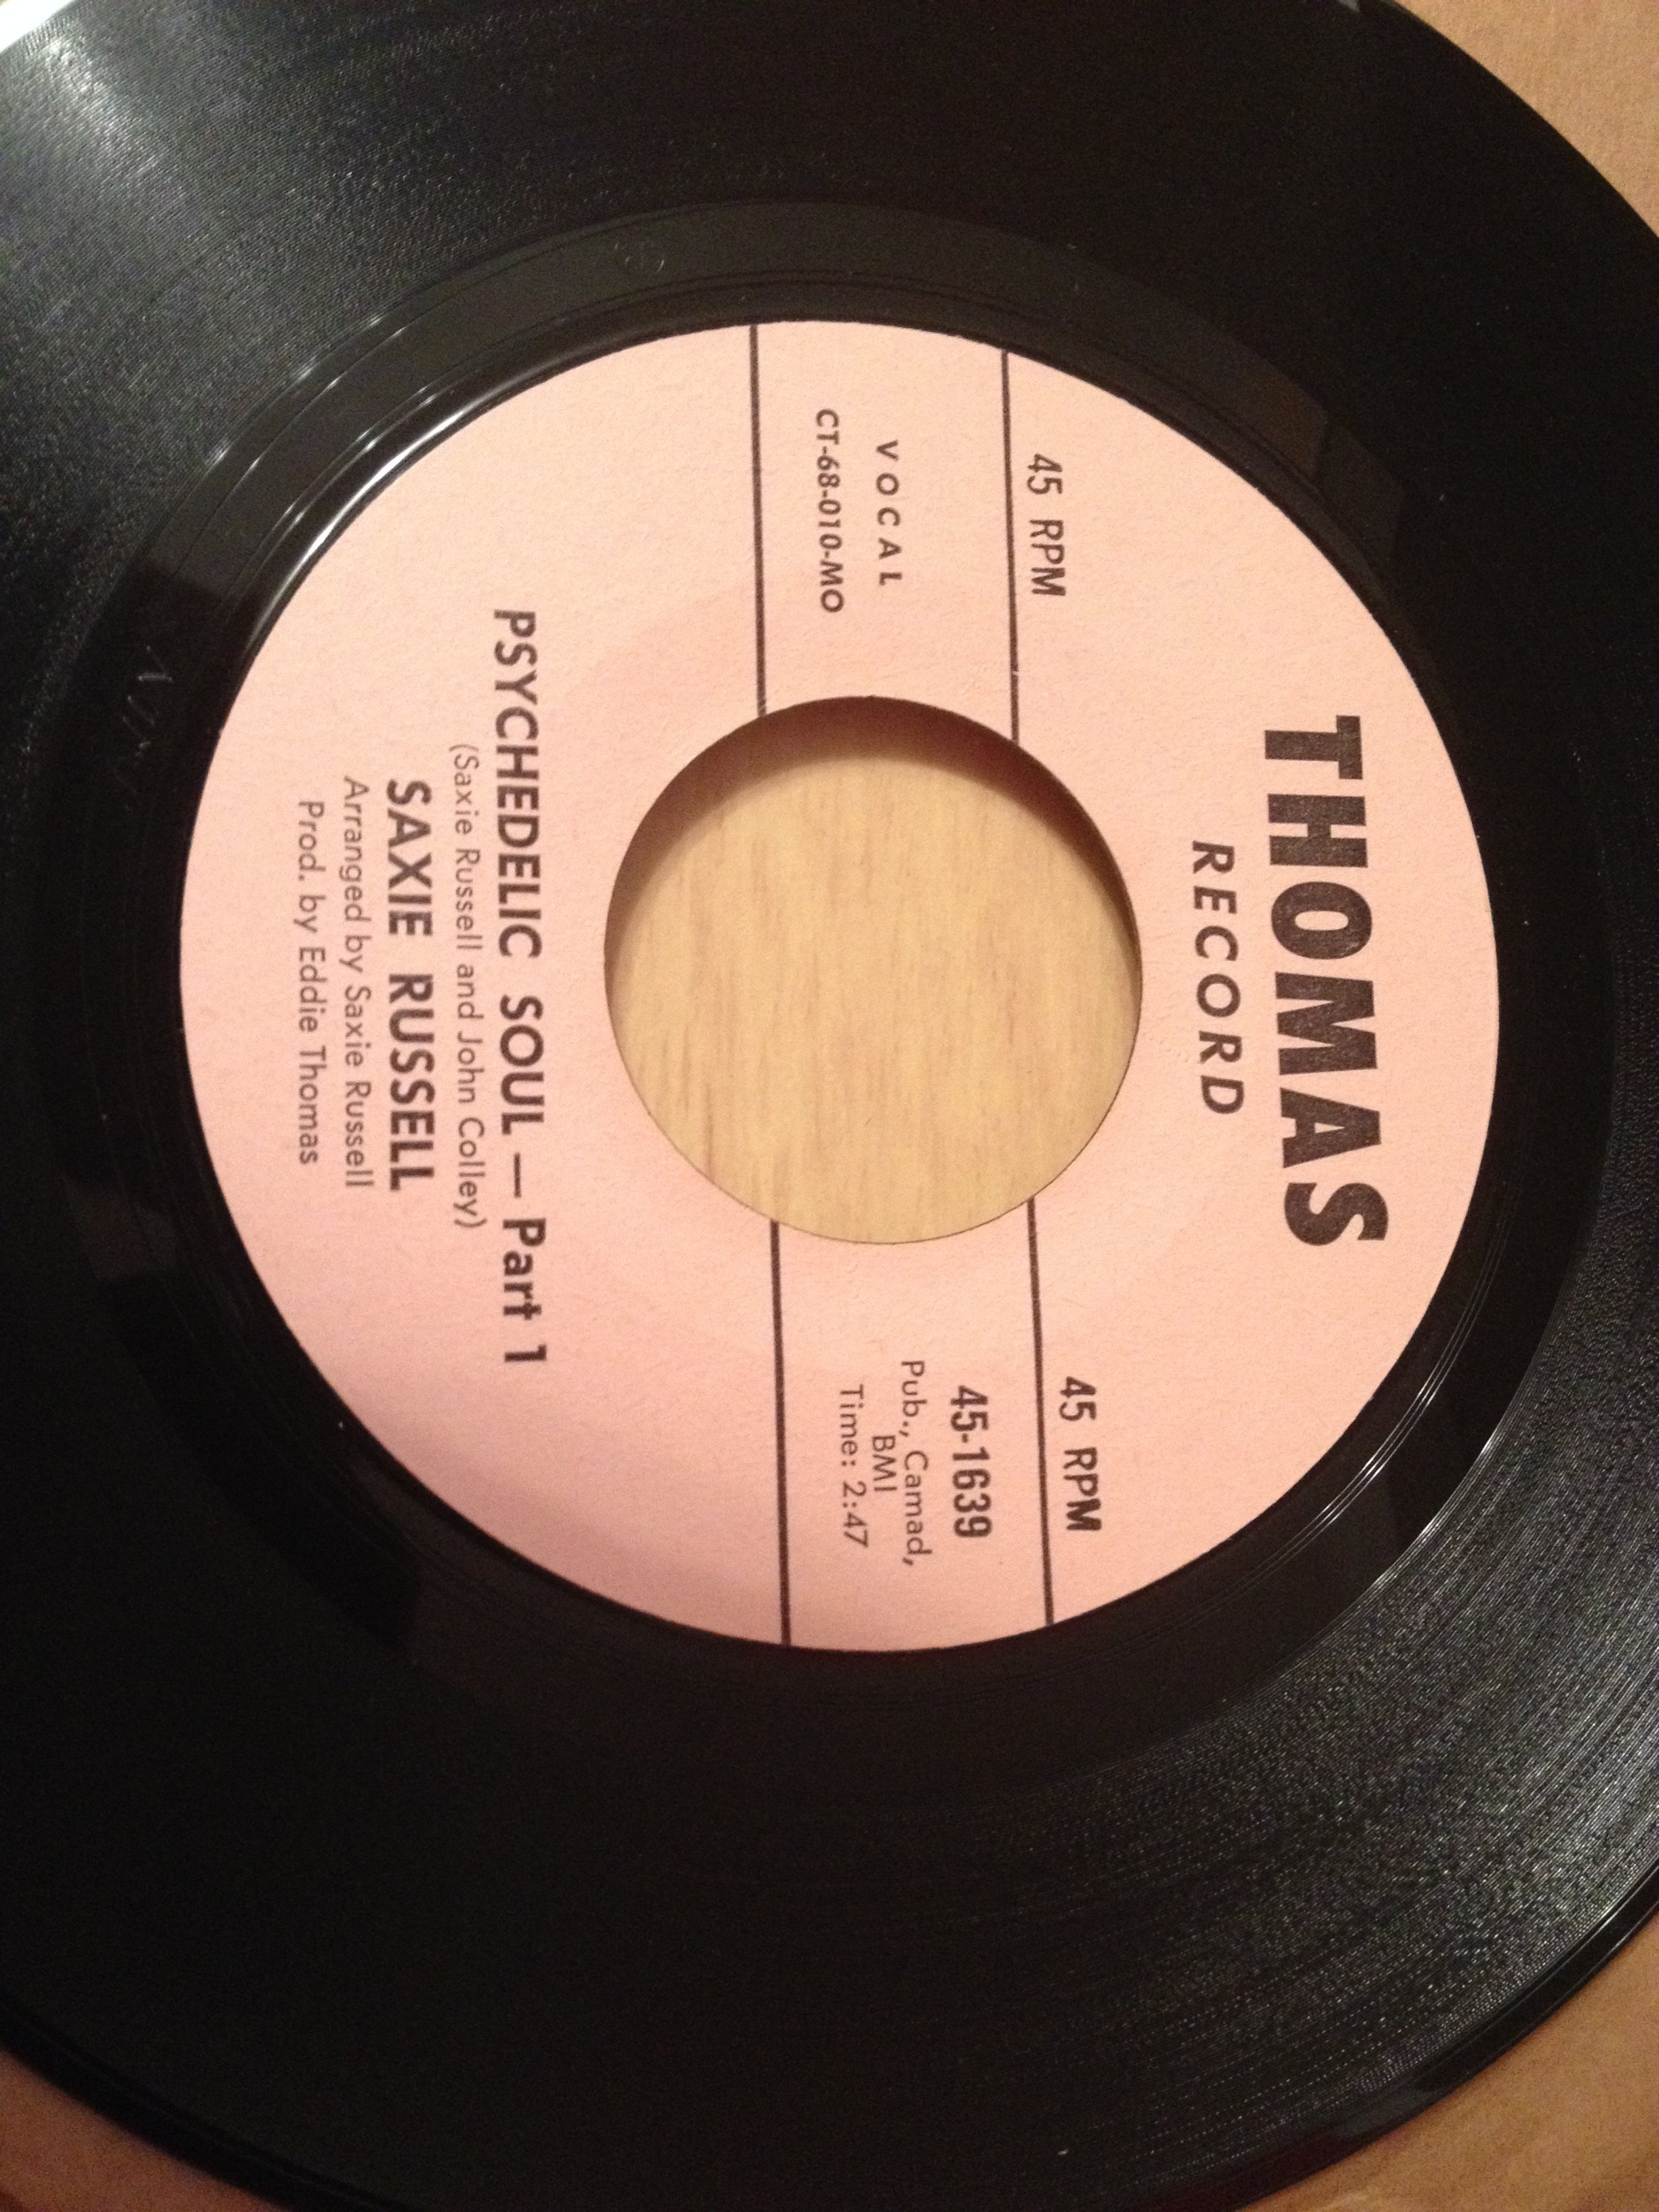 THOMAS
RECORD
45 RPM
45 RPM
VOCAL
CT-68-010-MO
45-1639
Pub., Camad,
BMI
Time: 2:47
PSYCHEDELIC SOUL — Part 1
(Saxie Russell and John Colley)
SAXIE RUSSELL
Arranged by Saxie Russell
Prod. by Eddie Thomas